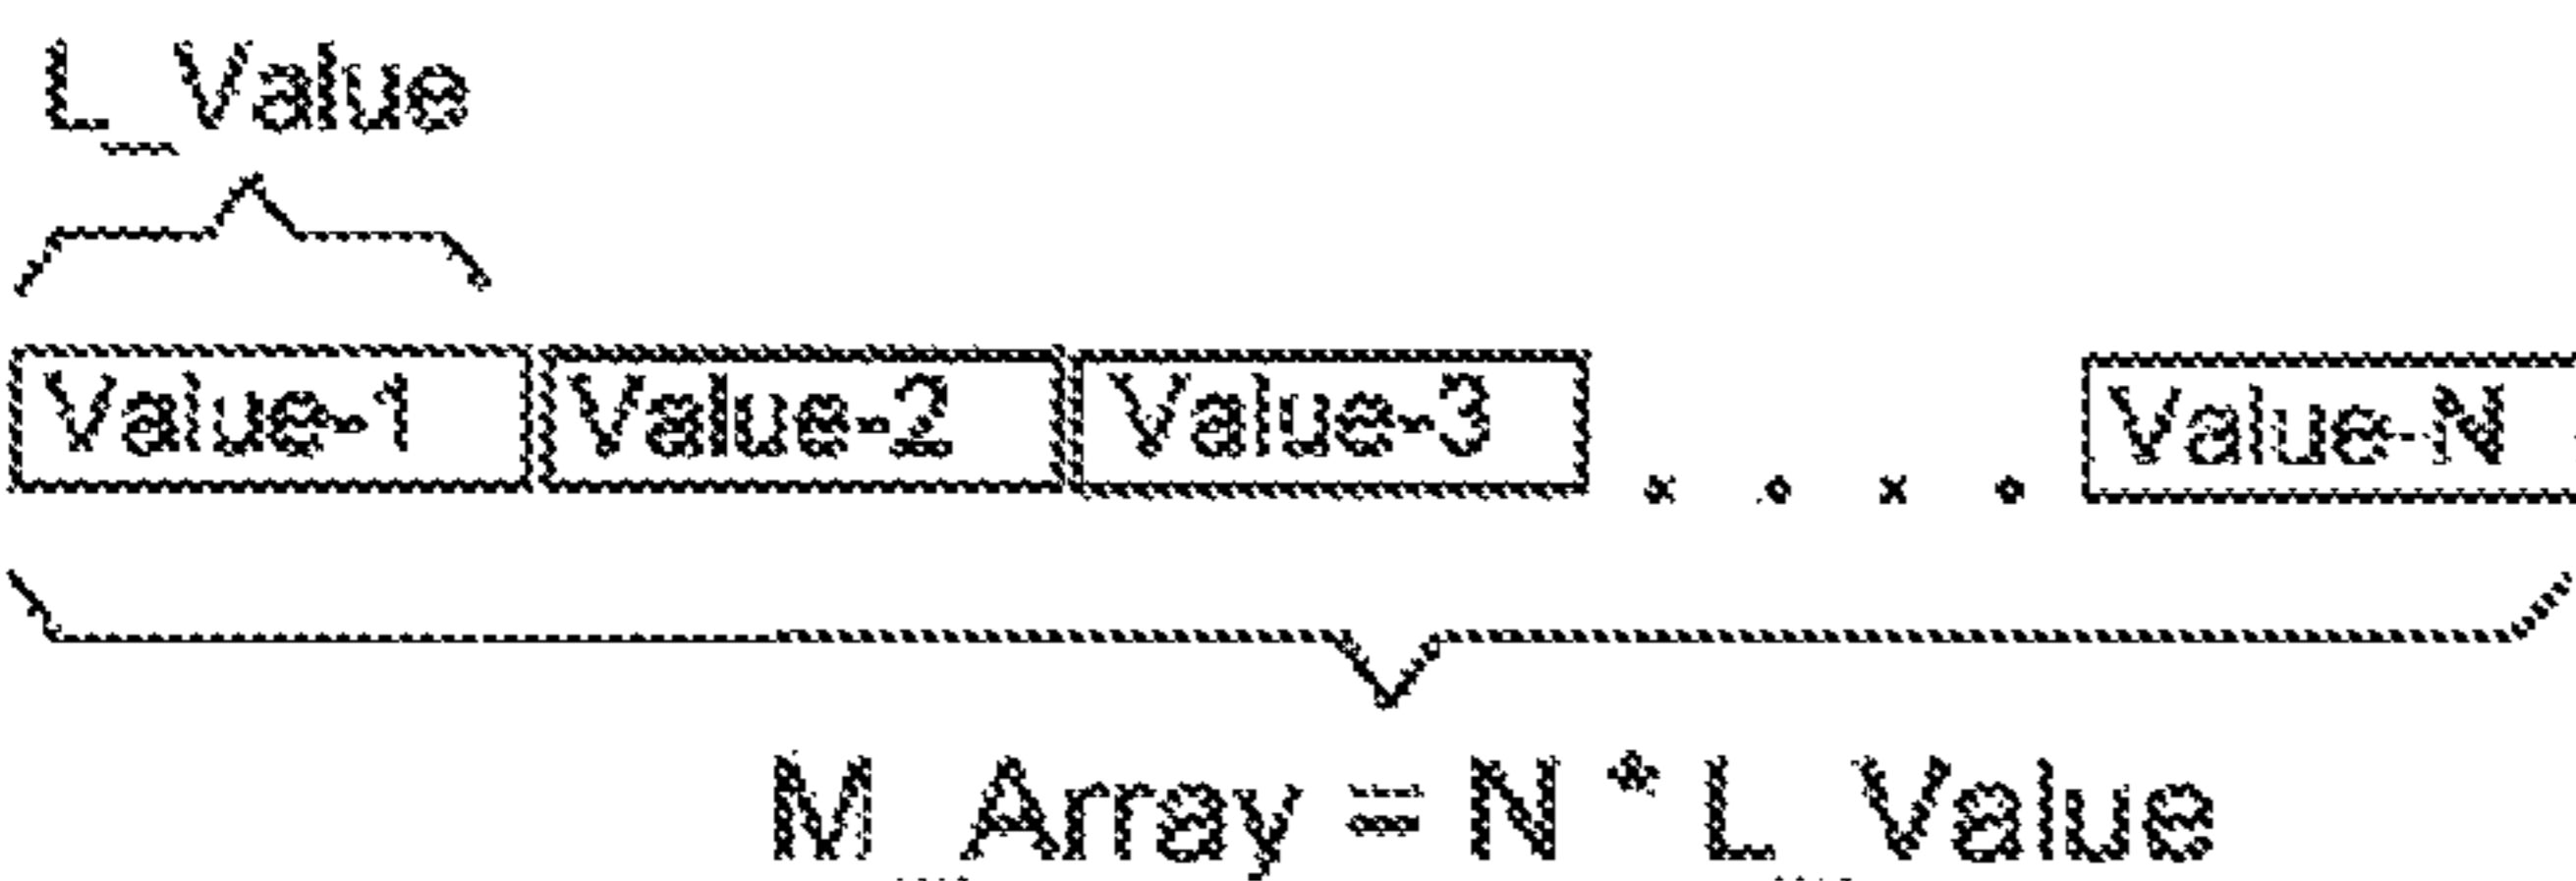 L_Value
Value-1 Value-2 Value-3 . . . . Value-N
M_Array = N * L_Value